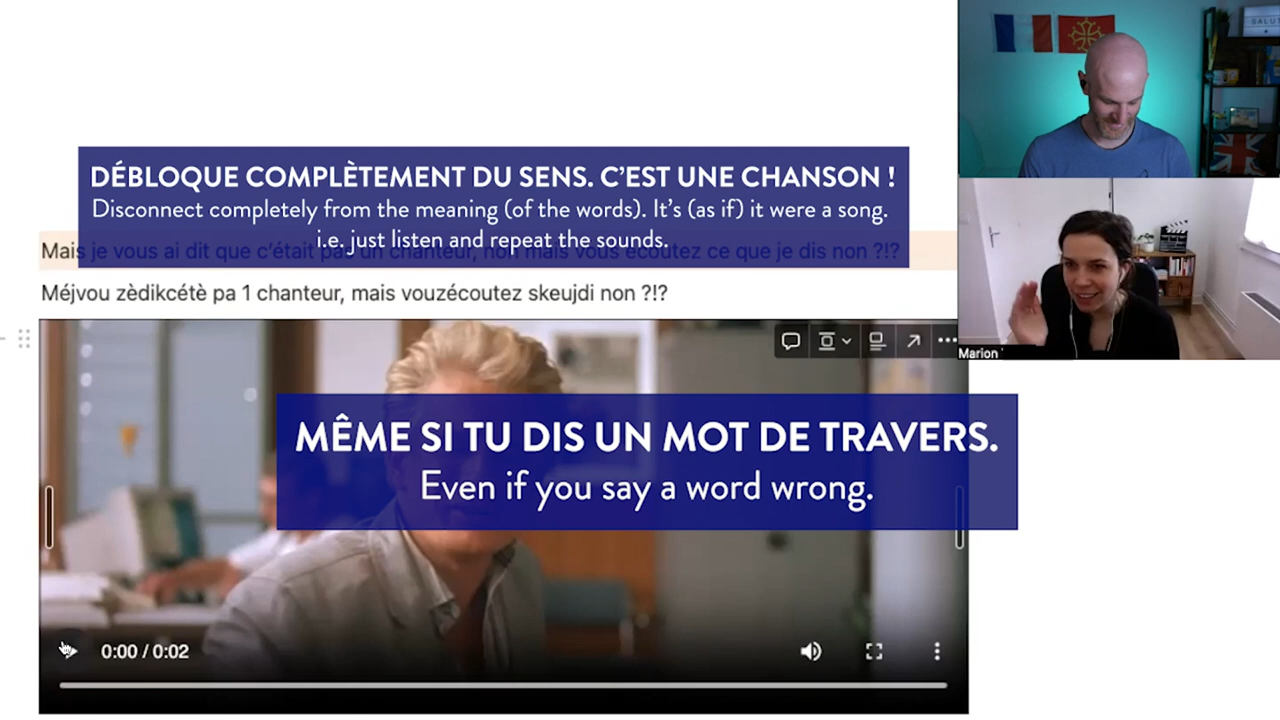 SALUT
DÉBLOQUE COMPLÈTEMENT DU SENS. C'EST UNE CHANSON !
Disconnect completely from the meaning (of the words). It's (as if) it were a song.
i.e. just listen and repeat the sounds.
Mais je vous ai dit que c'était pas un chanteur, non mais vous écoutez ce que je dis non ?!?
Méjvou zèdikcétè pa 1 chanteur, mais vouzécoutez skeujdi non ?!?
Marion
MÊME SI TU DIS UN MOT DE TRAVERS.
Even if you say a word wrong.
0:00 / 0:02